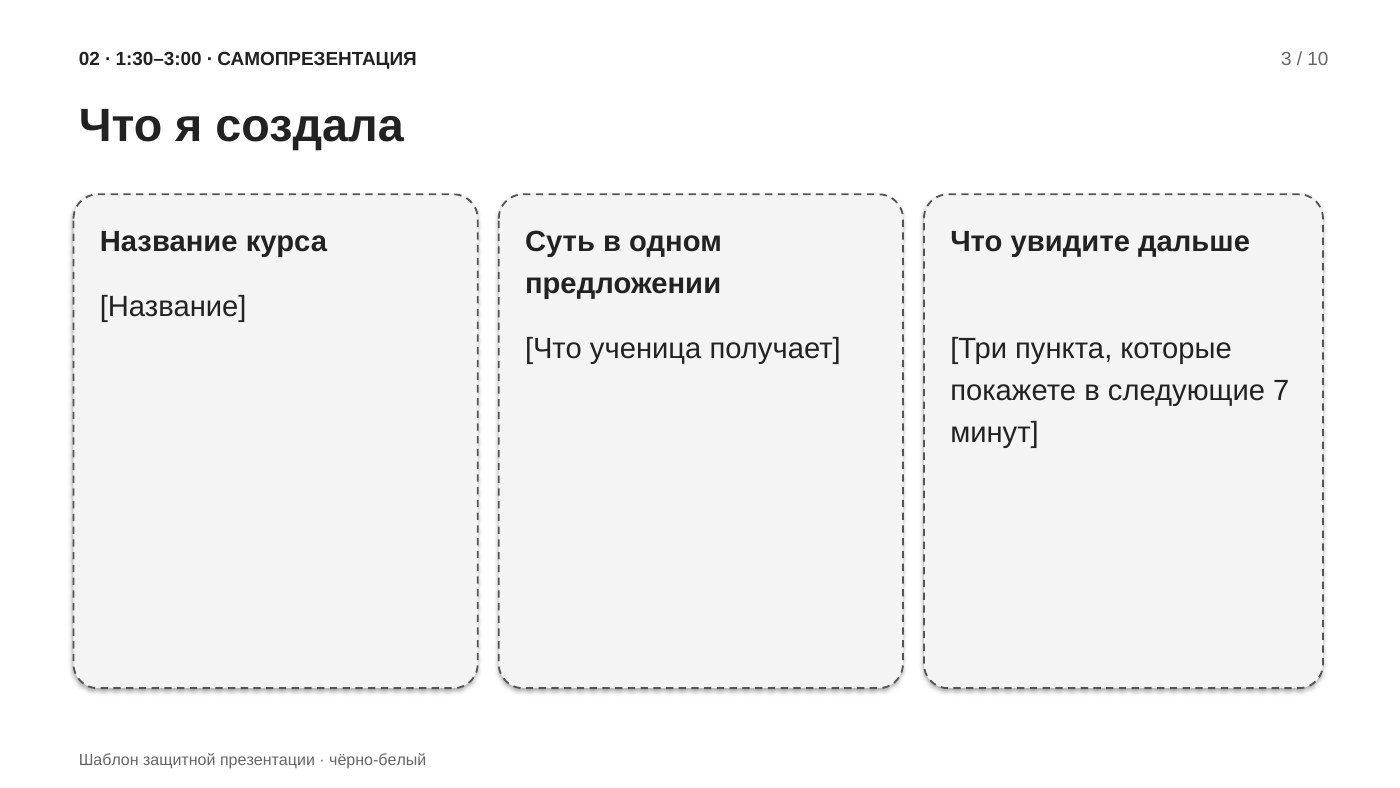 02 · 1:30–3:00 · САМОПРЕЗЕНТАЦИЯ
3 / 10
Что я создала
Название курса
[Название]
Суть в одном
предложении
[Что ученица получает]
Что увидите дальше
[Три пункта, которые
покажете в следующие 7
минут]
Шаблон защитной презентации · чёрно-белый